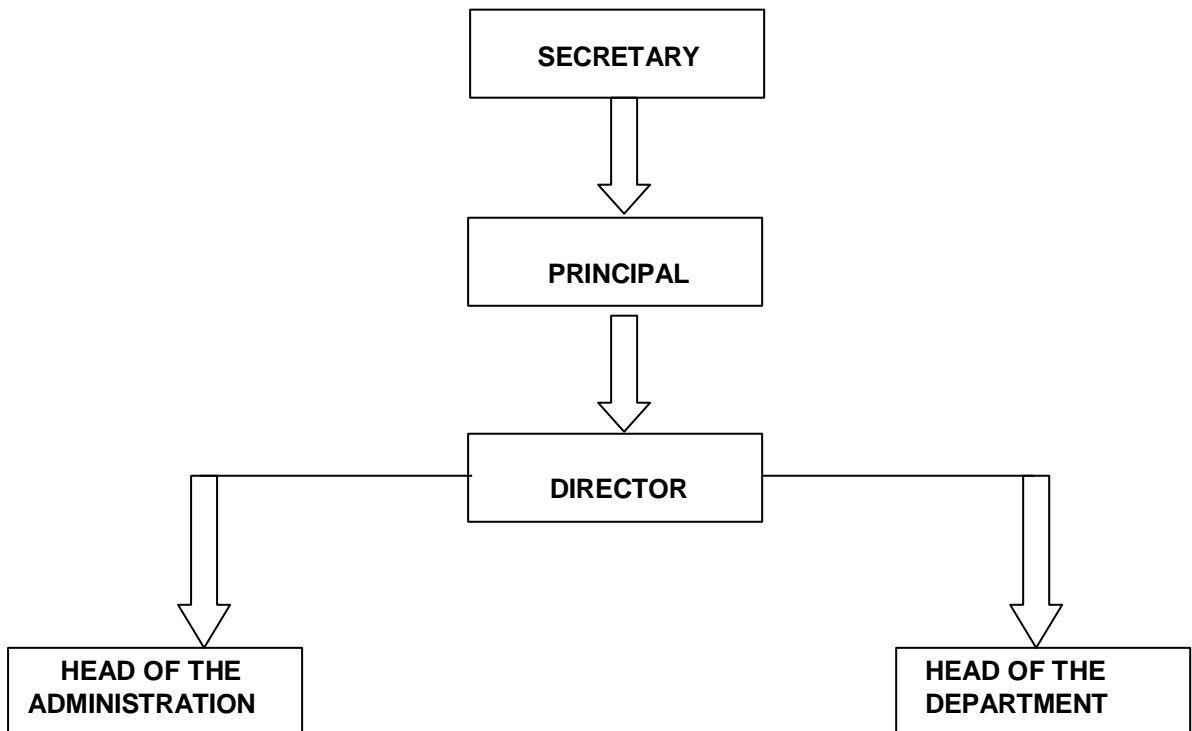 SECRETARY
PRINCIPAL
DIRECTOR
HEAD OF THE
ADMINISTRATION
HEAD OF THE
DEPARTMENT